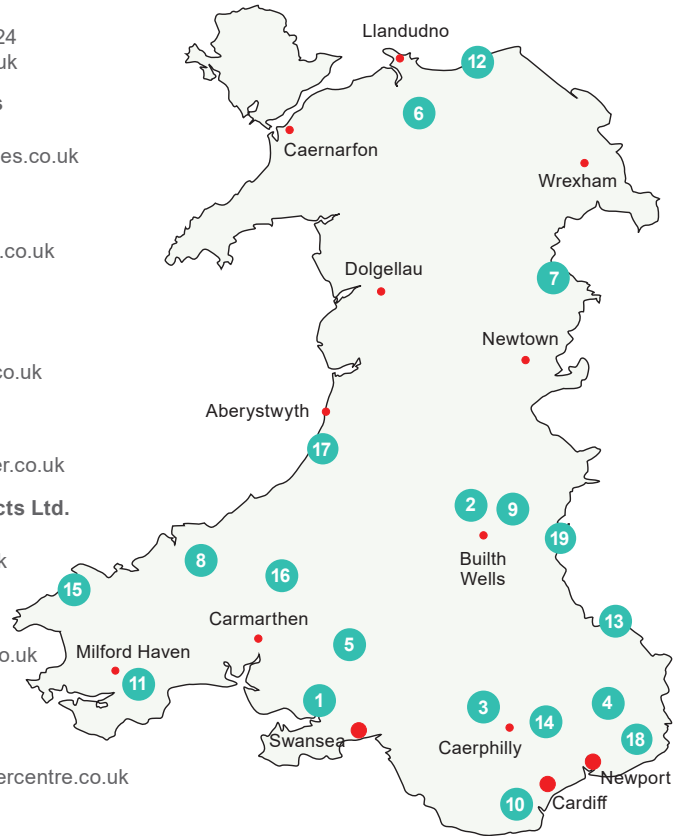 24
uk
s
es.co.uk
.co.uk
co.uk
er.co.uk
cts Ltd.
k
o.uk
ercentre.co.uk
Llandudno
12
6
Caernarfon
Wrexham
Dolgellau
7
Newtown
Aberystwyth
17
2
9
19
Builth
Wells
8
16
15
Carmarthen
13
5
Milford Haven
11
1
3
4
14
18
Swansea
Caerphilly
Newport
10
Cardiff